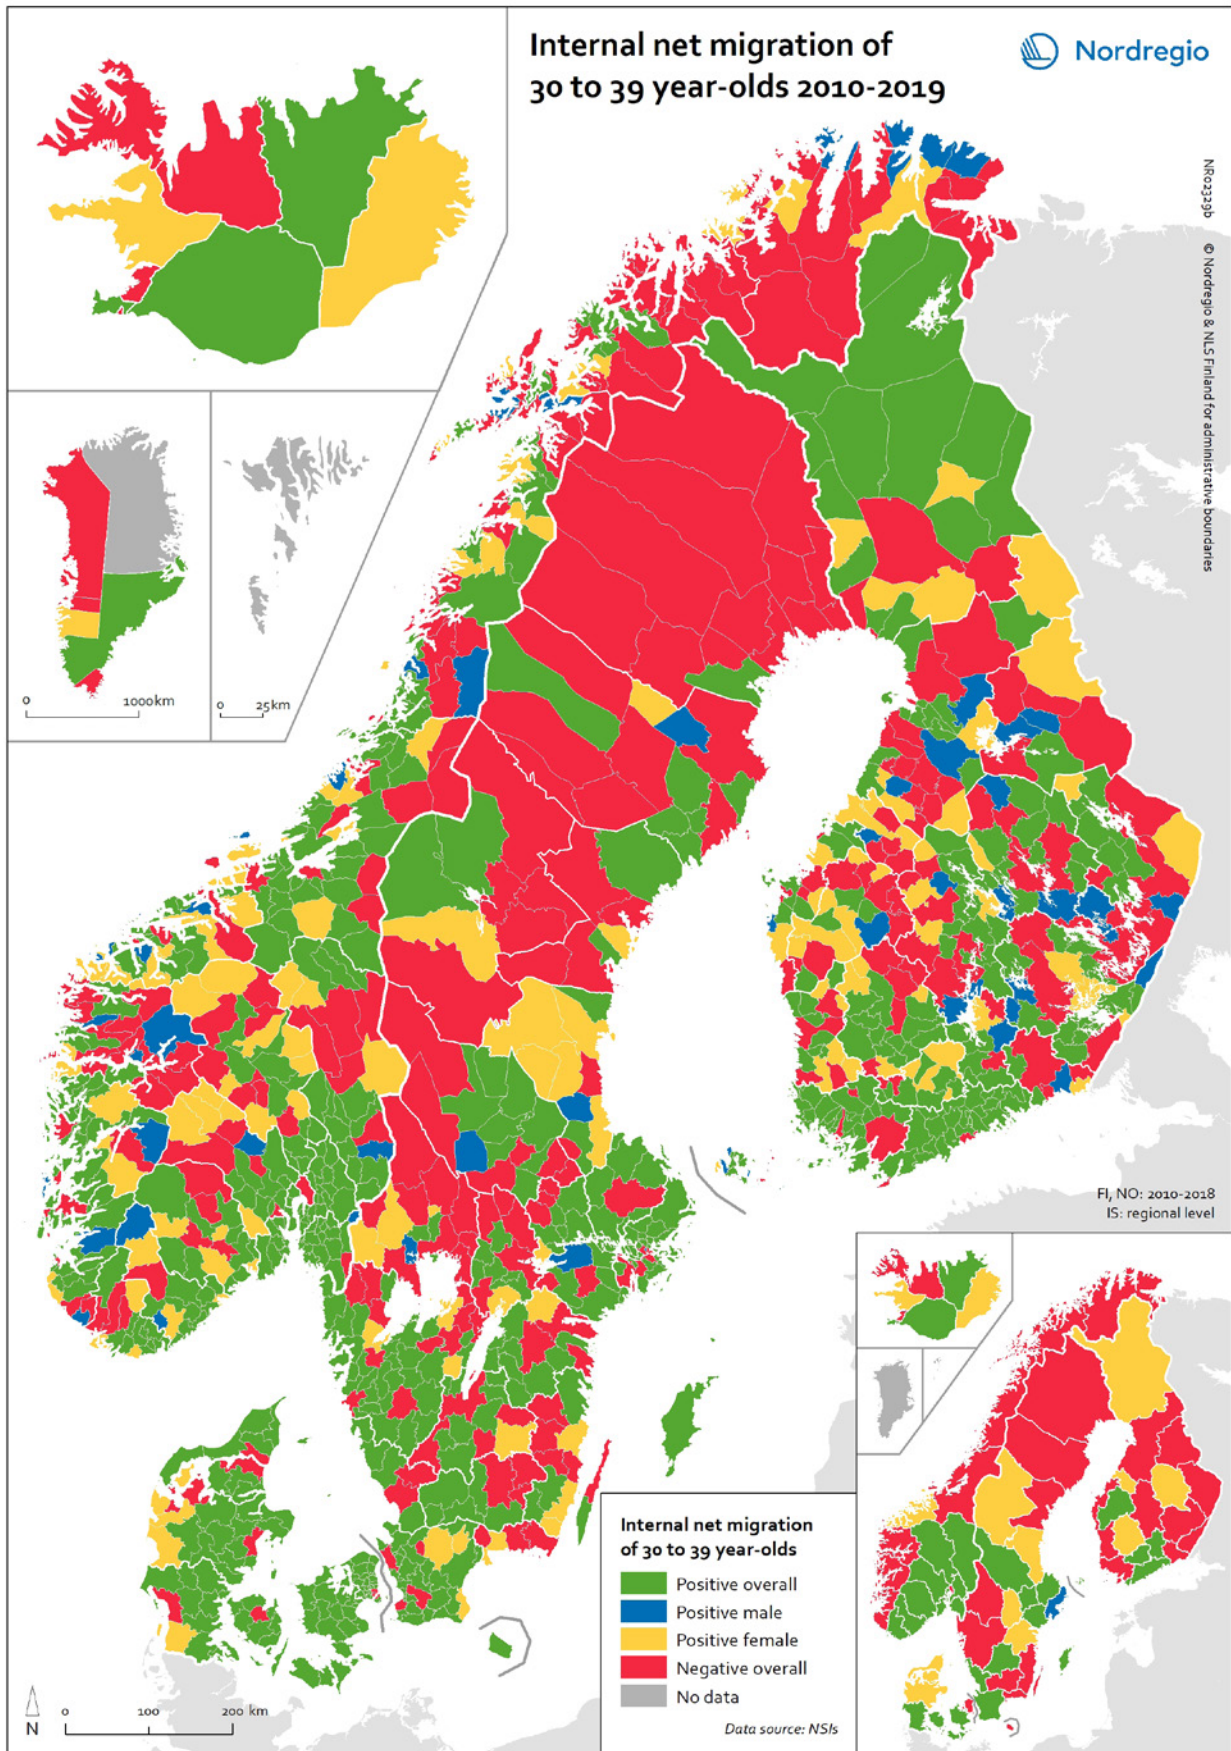 Internal net migration of
30 to 39 year-olds 2010-2019
Nordregio
NR02329b © Nordregio & NLS Finland for administrative boundaries
0 1000km
0 25km
FI, NO: 2010-2018
IS: regional level
Internal net migration
of 30 to 39 year-olds
Positive overall
Positive male
Positive female
Negative overall
No data
Data source: NSIs
N
0 100 200 km